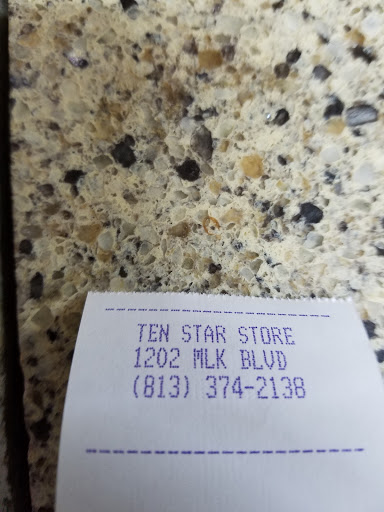 TEN STAR STORE
1202 MLK BLVD
(813) 374-2138